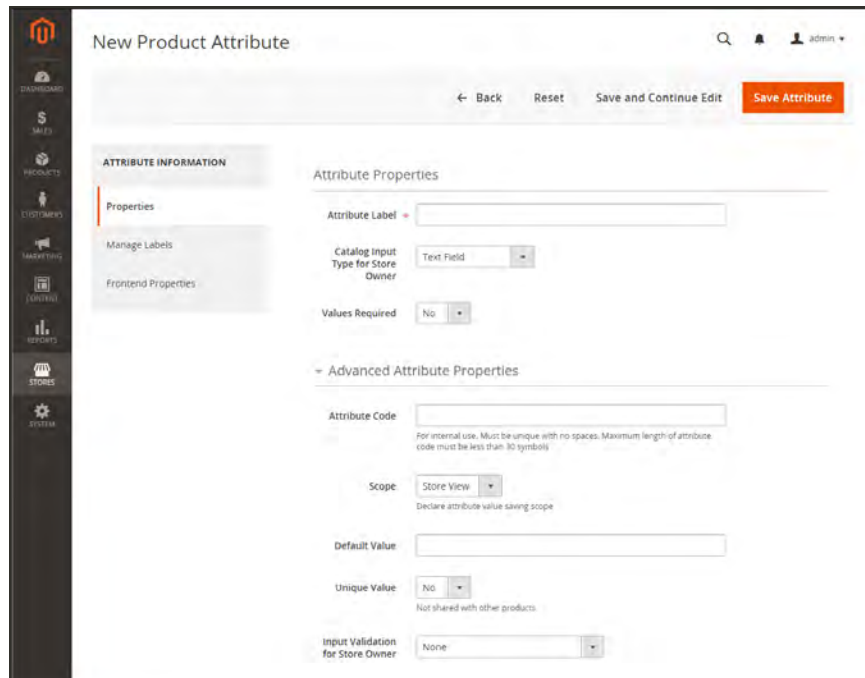 New Product Attribute
admin
← Back Reset Save and Continue Edit Save Attribute
DASHBOARD
SALES
PRODUCTS
CUSTOMERS
MARKETING
CONTENT
REPORTS
STORES
SYSTEM
ATTRIBUTE INFORMATION
Properties
Manage Labels
Frontend Properties
Attribute Properties
Attribute Label *
Catalog Input
Type for Store
Owner
Text Field
Values Required No
Advanced Attribute Properties
Attribute Code
For internal use. Must be unique with no spaces. Maximum length of attribute
code must be less than 30 symbols
Scope Store View
Declare attribute value saving scope
Default Value
Unique Value No
Not shared with other products
Input Validation
for Store Owner
None